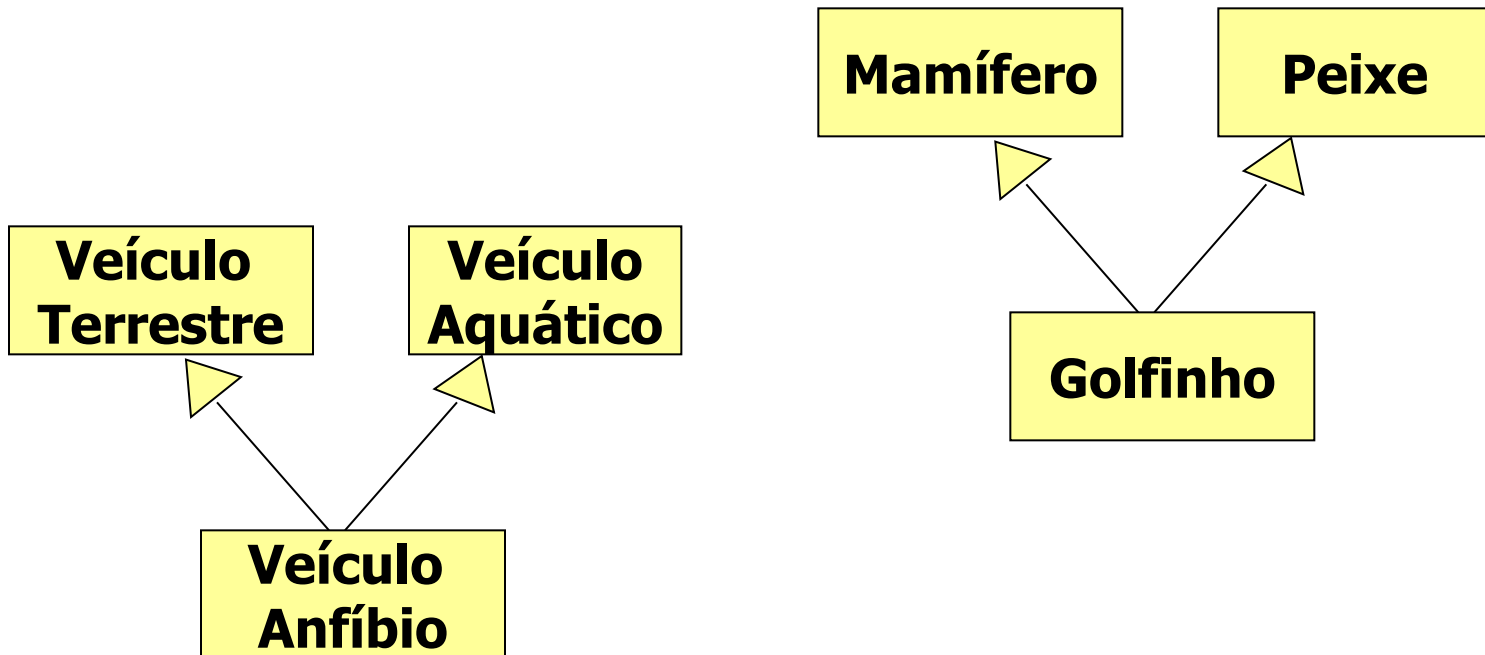 Mamífero
Peixe
Veículo
Terrestre
Veículo
Aquático
Golfinho
Veículo
Anfíbio